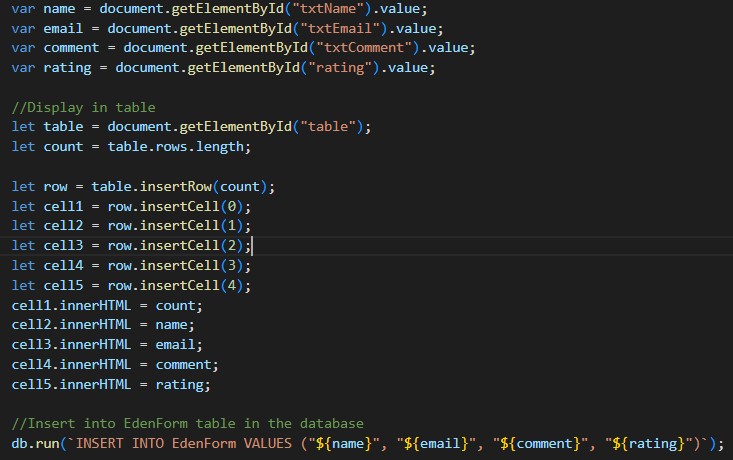 var name = document.getElementById("txtName").value;
var email = document.getElementById("txtEmail").value;
var comment = document.getElementById("txtComment").value;
var rating = document.getElementById("rating").value;
//Display in table
let table = document.getElementById("table");
let count = table.rows.length;
let row = table.insertRow(count);
let cell1 = row.insertCell(0);
let cell2 = row.insertCell(1);
let cell3 = row.insertCell(2);
let cell4 = row.insertCell(3);
let cell5 = row.insertCell(4);
cell1.innerHTML = count;
cell2.innerHTML = name;
cell3.innerHTML = email;
cell4.innerHTML = comment;
cell5.innerHTML = rating;
//Insert into EdenForm table in the database
db.run(`INSERT INTO EdenForm VALUES ("${name}", "${email}", "${comment}", "${rating}")`);